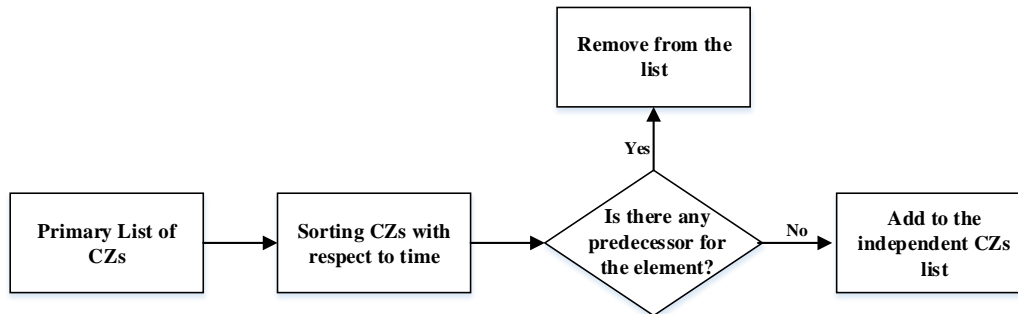 Remove from the
list
Yes
Primary List of
CZs
Sorting CZs with
respect to time
Is there any
predecessor for
the element?
No
Add to the
independent CZs
list